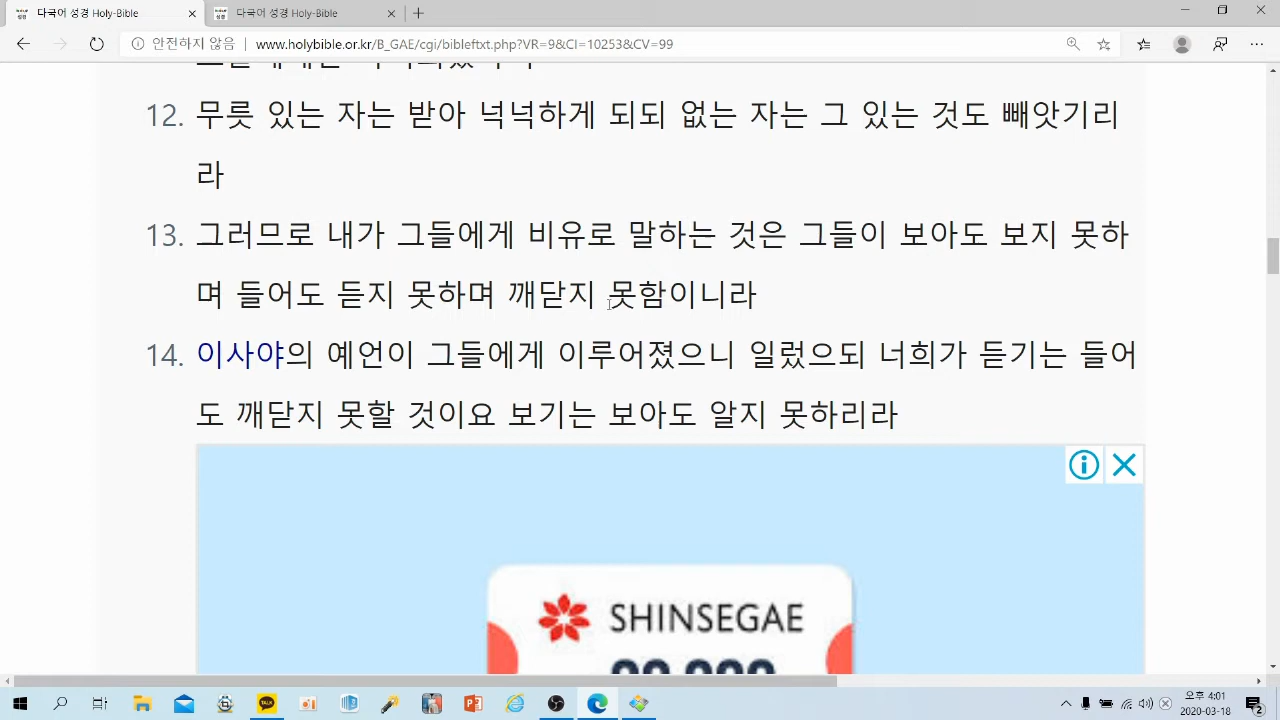 다국어 성경 Holy-Bible
다국어 성경 Holy-Bible
안전하지 않음
www.holybible.or.kr/B_GAE/cgi/bibleftxt.php?VR=9&CI=10253&CV=99
12. 무릇 있는 자는 받아 넉넉하게 되되 없는 자는 그 있는 것도 빼앗기리
라
13. 그러므로 내가 그들에게 비유로 말하는 것은 그들이 보아도 보지 못하
며 들어도 듣지 못하며 깨닫지 못함이니라
14. 이사야의 예언이 그들에게 이루어졌으니 일렀으되 너희가 듣기는 들어
도 깨닫지 못할 것이요 보기는 보아도 알지 못하리라
SHINSEGAE
TALK
오후 4:01
2020-03-18
2